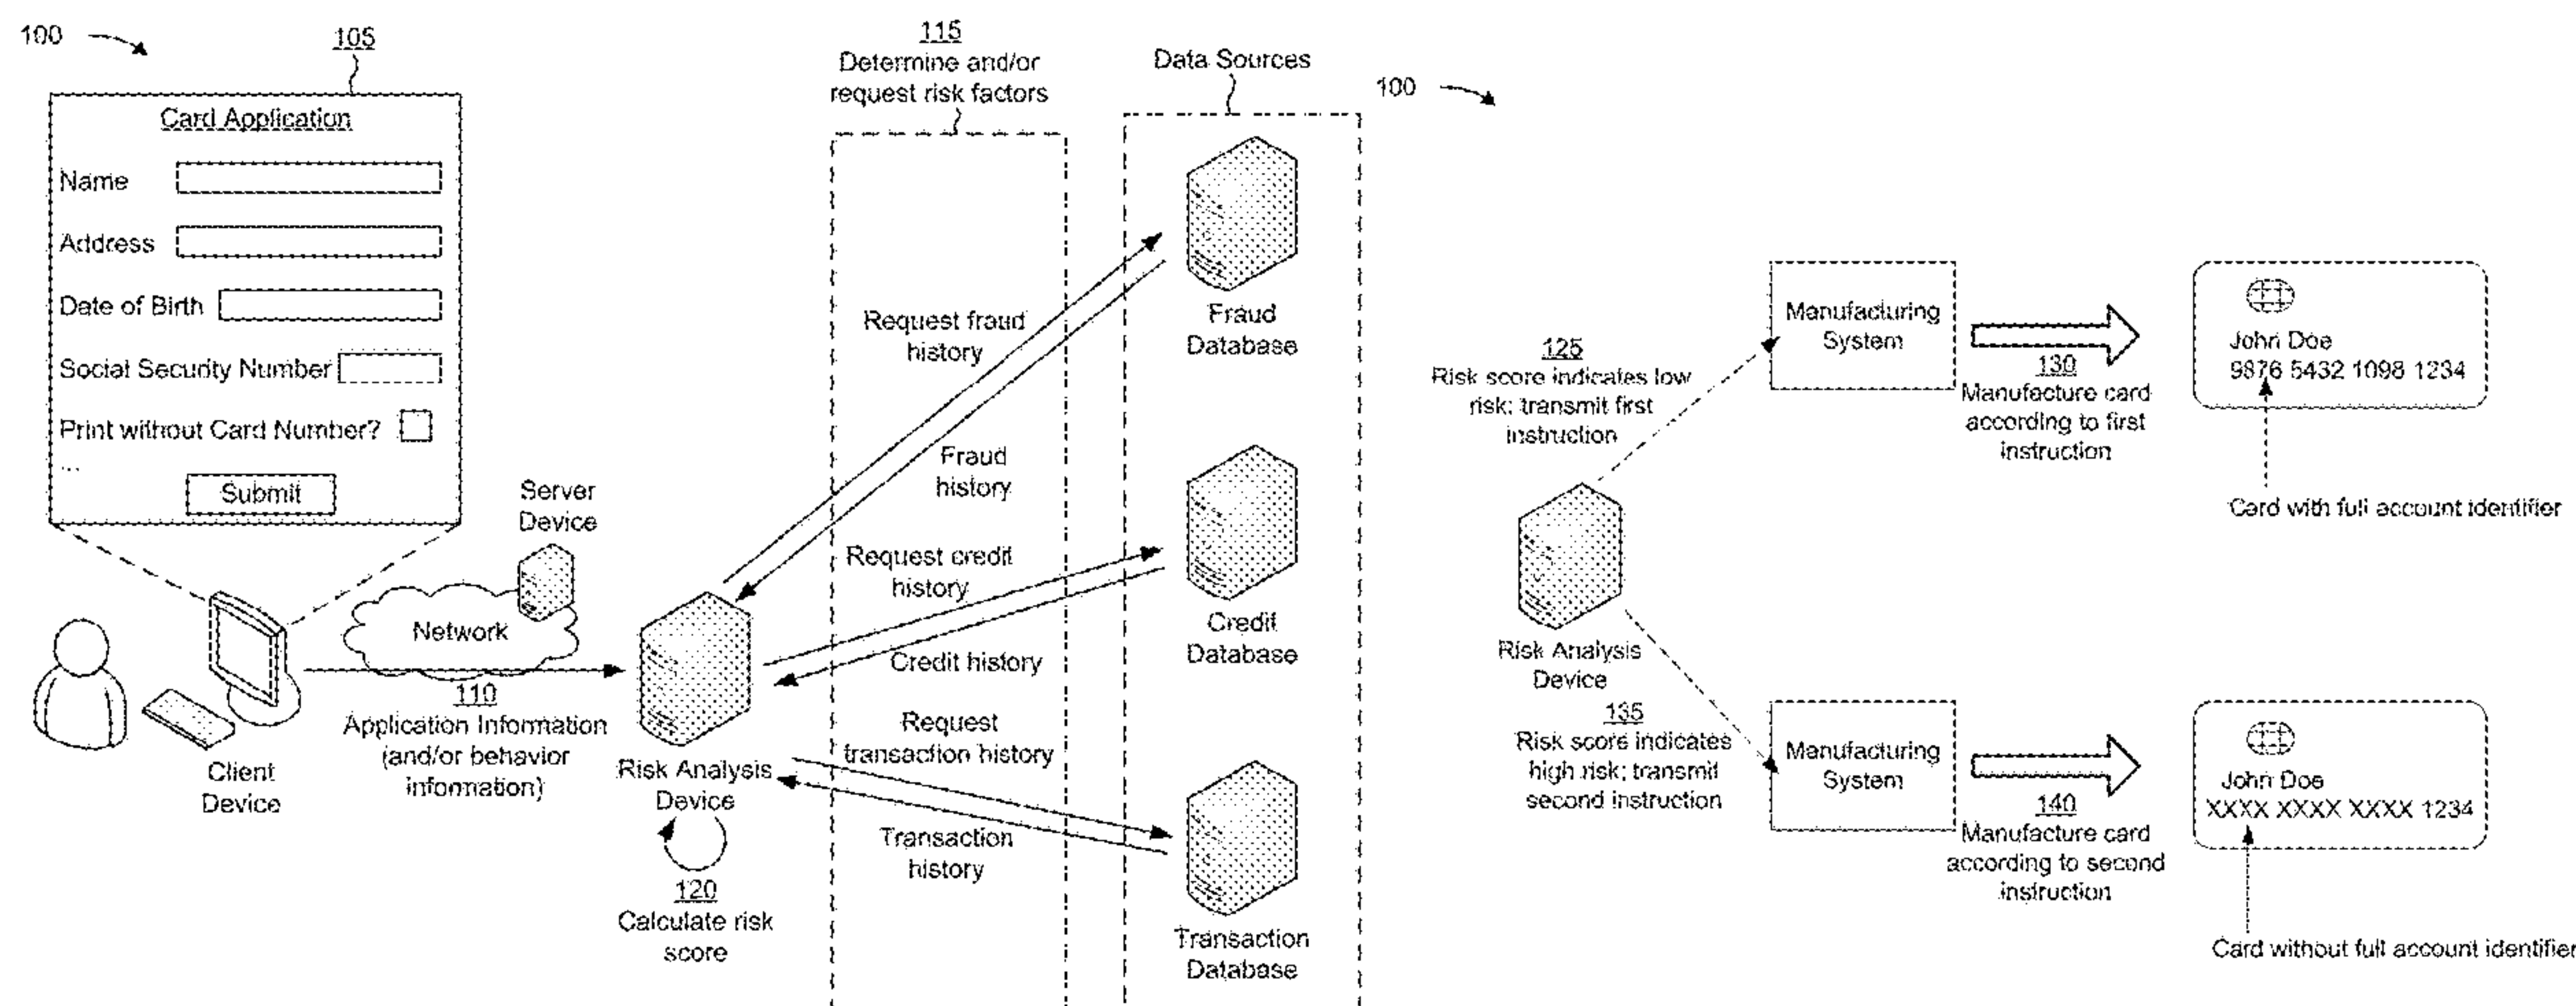 100
105
Card Application
Name
Address
Date of Birth
Social Security Number
Print without Card Number?
...
Submit
Server
Device
Network
Client
Device
110
Application Information
(and/or behavior
information)
Risk Analysis
Device
120
Calculate risk
score
115
Determine and/or
request risk factors
Request fraud
history
Fraud
history
Request credit
history
Credit history
Request
transaction history
Transaction
history
Data Sources
Fraud
Database
Credit
Database
Transaction
Database
100
125
Risk score indicates low
risk; transmit first
instruction
Risk Analysis
Device
135
Risk score indicates
high risk; transmit
second instruction
Manufacturing
System
130
Manufacture card
according to first
instruction
John Doe
9876 5432 1098 1234
Card with full account identifier
Manufacturing
System
140
Manufacture card
according to second
instruction
John Doe
XXXX XXXX XXXX 1234
Card without full account identifier